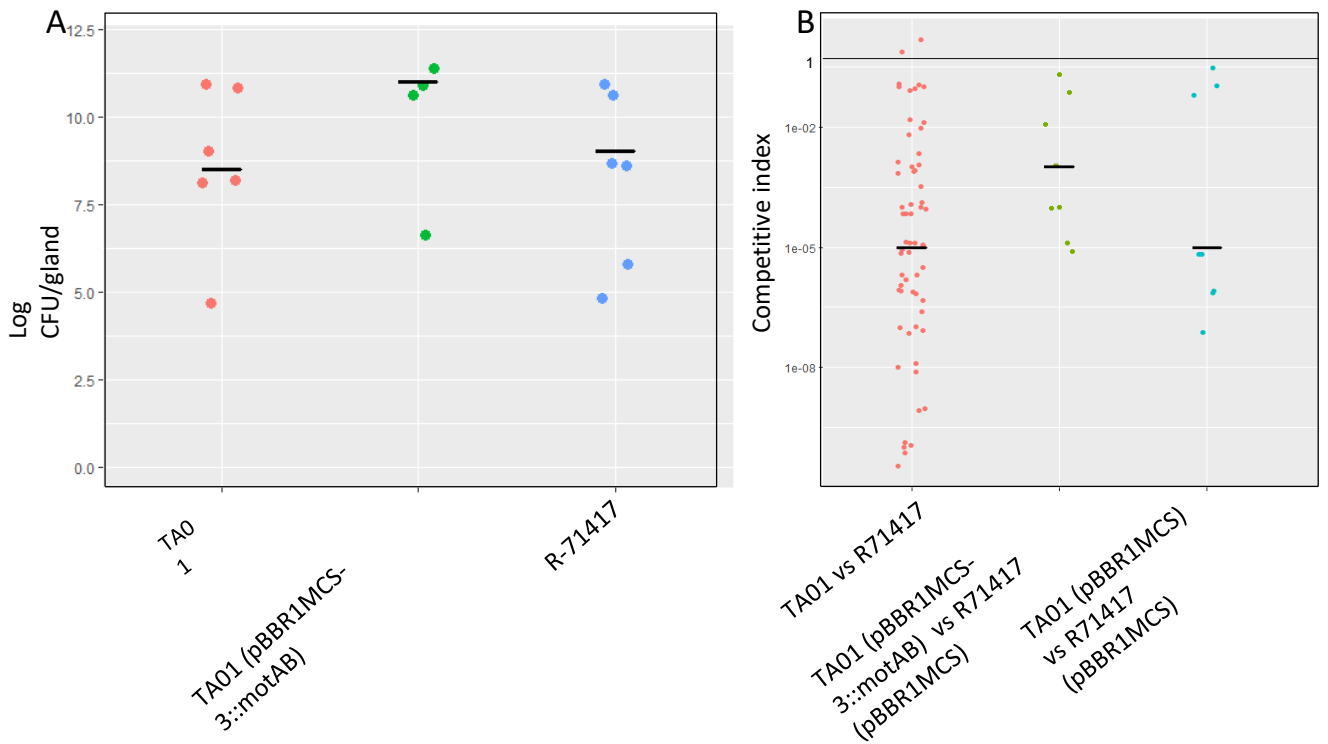 A
12.5
10.0
7.5
5.0
2.5
0.0
Log
CFU/gland
TA0
1
TA01 (pBBR1MCS-
3::motAB)
R-71417
B
1
1e-02
1e-05
1e-08
Competitive index
TA01 vs R71417
TA01 (pBBR1MCS-
3::motAB) vs R71417
(pBBR1MCS)
TA01 (pBBR1MCS)
vs R71417
(pBBR1MCS)